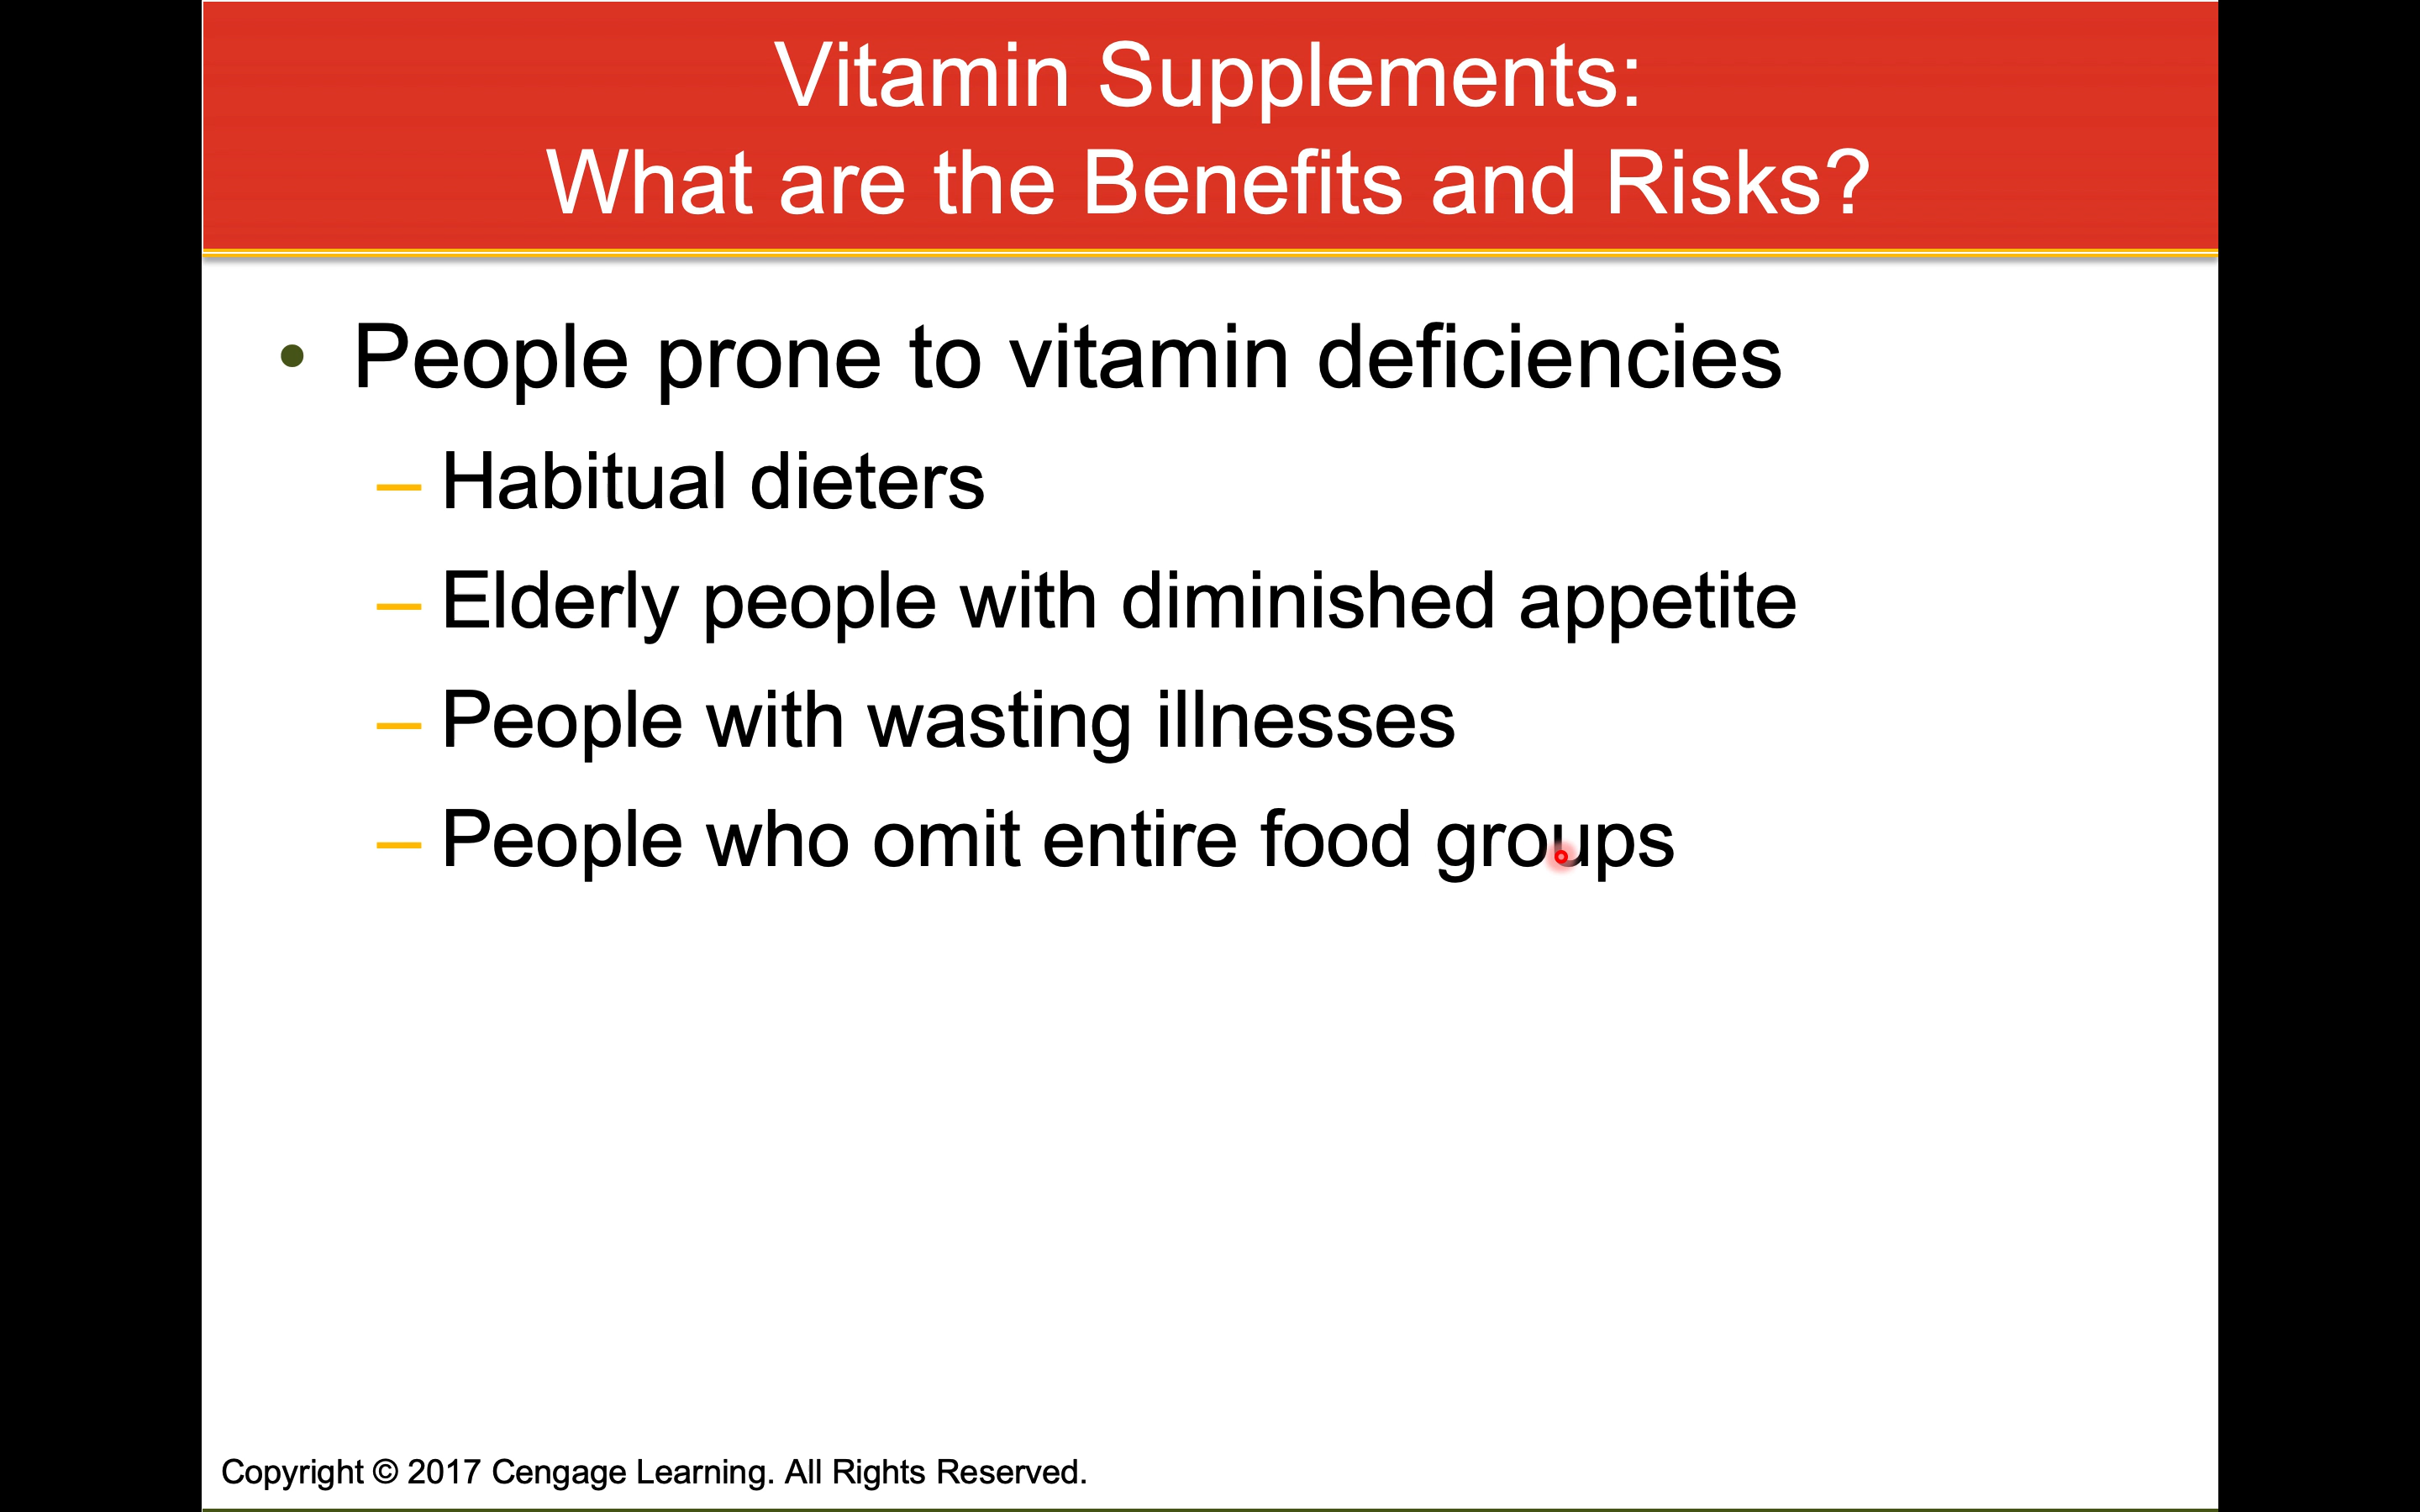 Vitamin Supplements:
What are the Benefits and Risks?
• People prone to vitamin deficiencies
– Habitual dieters
– Elderly people with diminished appetite
– People with wasting illnesses
– People who omit entire food groups
Copyright © 2017 Cengage Learning. All Rights Reserved.